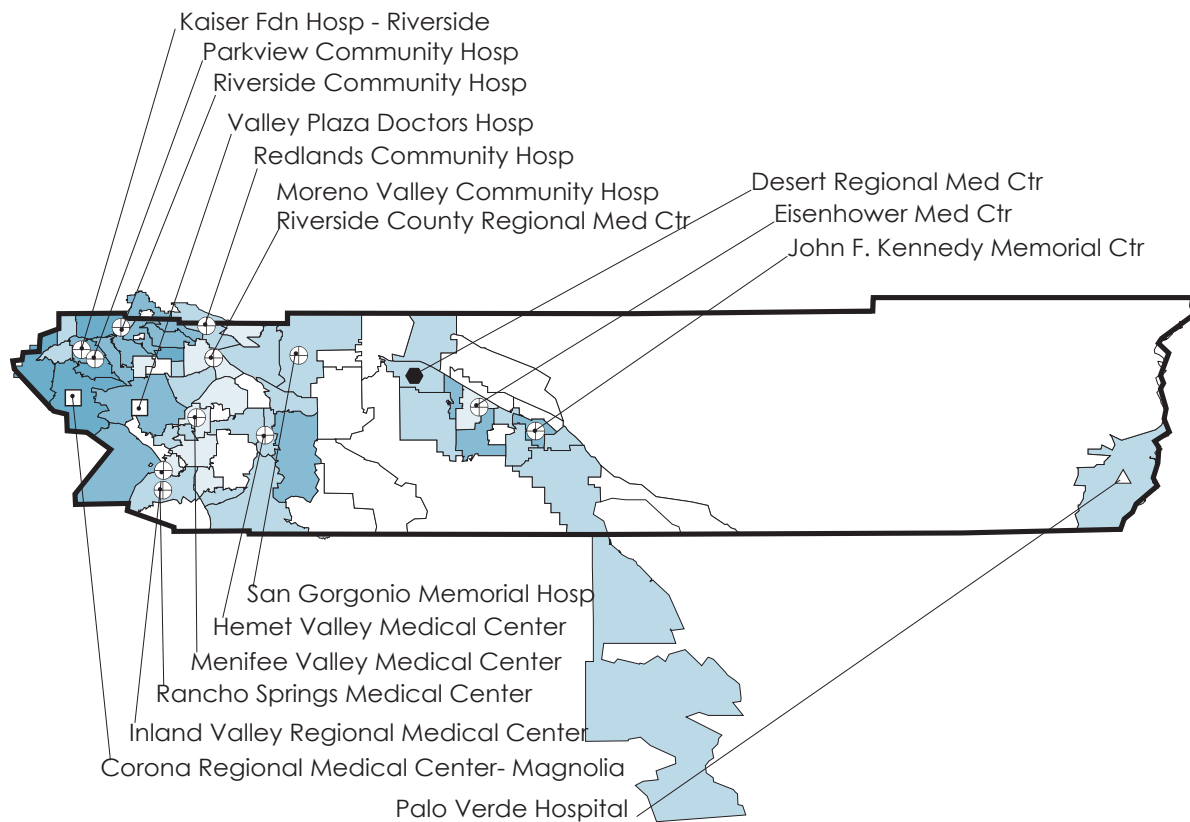 Kaiser Fdn Hosp - Riverside
Parkview Community Hosp
Riverside Community Hosp
Valley Plaza Doctors Hosp
Redlands Community Hosp
Moreno Valley Community Hosp
Riverside County Regional Med Ctr
Desert Regional Med Ctr
Eisenhower Med Ctr
John F. Kennedy Memorial Ctr
San Gorgonio Memorial Hosp
Hemet Valley Medical Center
Menifee Valley Medical Center
Rancho Springs Medical Center
Inland Valley Regional Medical Center
Corona Regional Medical Center- Magnolia
Palo Verde Hospital